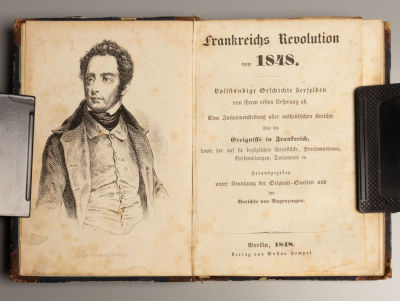 Frankreichs Revolution
von 1848.
Vollständige Geschichte derselben
von ihrem ersten Ursprung ab.
Eine Zusammenstellung aller authentischen Berichte
über die
Ereignisse in Frankreich,
sowie der auf sie bezüglichen Aktenstücke, Proclamationen,
Verhandlungen, Documente ꝛc.
Herausgegeben
unter Benutzung der Original-Quellen und
der
Berichte von Augenzeugen.
Berlin, 1848.
Verlag von Gustav Hempel.